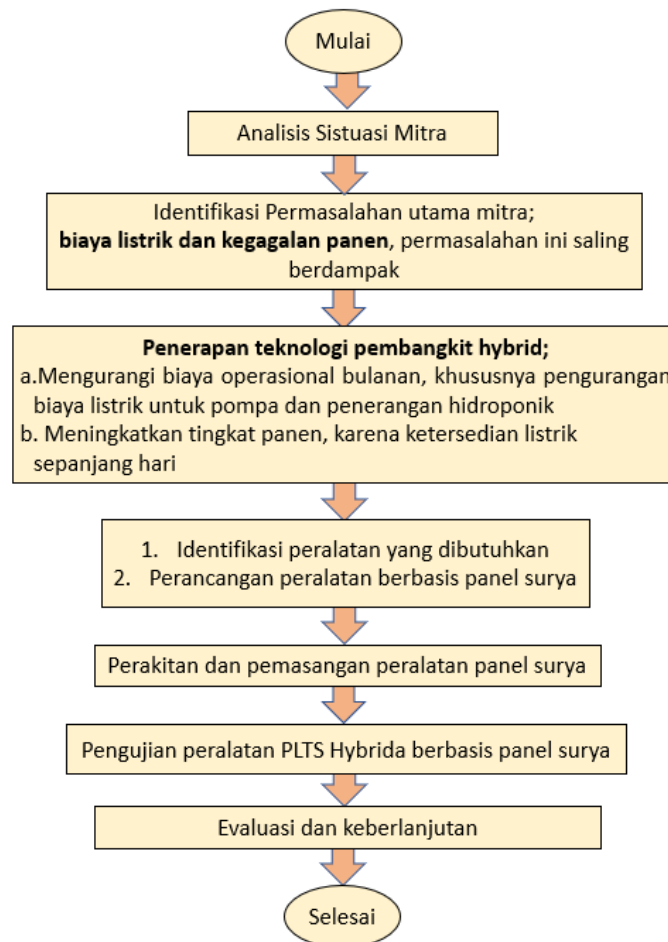 Mulai
Analisis Sistuasi Mitra
Identifikasi Permasalahan utama mitra;
biaya listrik dan kegagalan panen, permasalahan ini saling
berdampak
Penerapan teknologi pembangkit hybrid;
a.Mengurangi biaya operasional bulanan, khususnya pengurangan
biaya listrik untuk pompa dan penerangan hidroponik
b. Meningkatkan tingkat panen, karena ketersedian listrik
sepanjang hari
1. Identifikasi peralatan yang dibutuhkan
2. Perancangan peralatan berbasis panel surya
Perakitan dan pemasangan peralatan panel surya
Pengujian peralatan PLTS Hybrida berbasis panel surya
Evaluasi dan keberlanjutan
Selesai